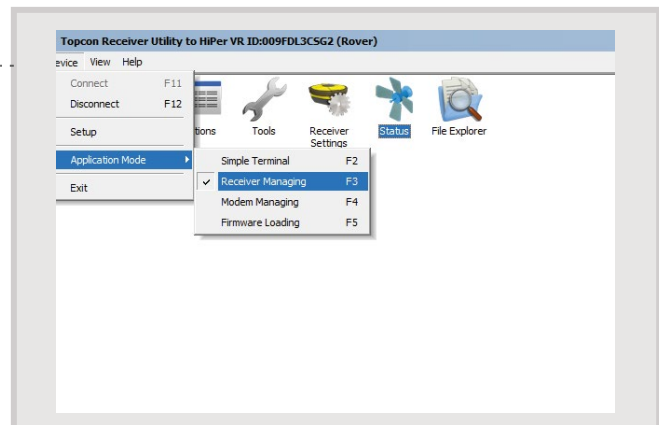 Topcon Receiver Utility to HiPer VR ID:009FDL3CSG2 (Rover)
evice View Help
Connect F11
Disconnect F12
Setup
Application Mode
Exit
tions Tools Receiver Settings Status File Explorer
Simple Terminal F2
Receiver Managing F3
Modem Managing F4
Firmware Loading F5